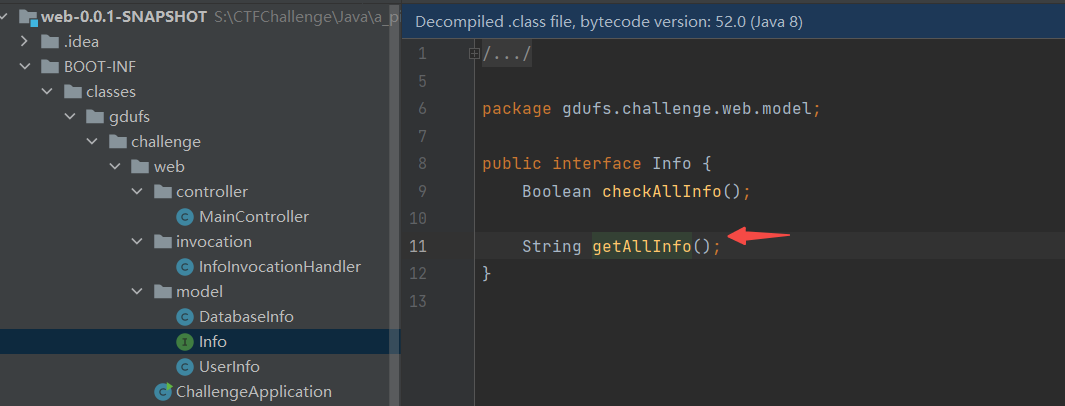 web-0.0.1-SNAPSHOT S:\CTFChallenge\Java\a_pi
.idea
BOOT-INF
classes
gdufs
challenge
web
controller
MainController
invocation
InfoInvocationHandler
model
DatabaseInfo
Info
UserInfo
ChallengeApplication
Decompiled .class file, bytecode version: 52.0 (Java 8)
1 /.../
5
6 package gdufs.challenge.web.model;
7
8 public interface Info {
9 Boolean checkAllInfo();
10
11 String getAllInfo();
12 }
13